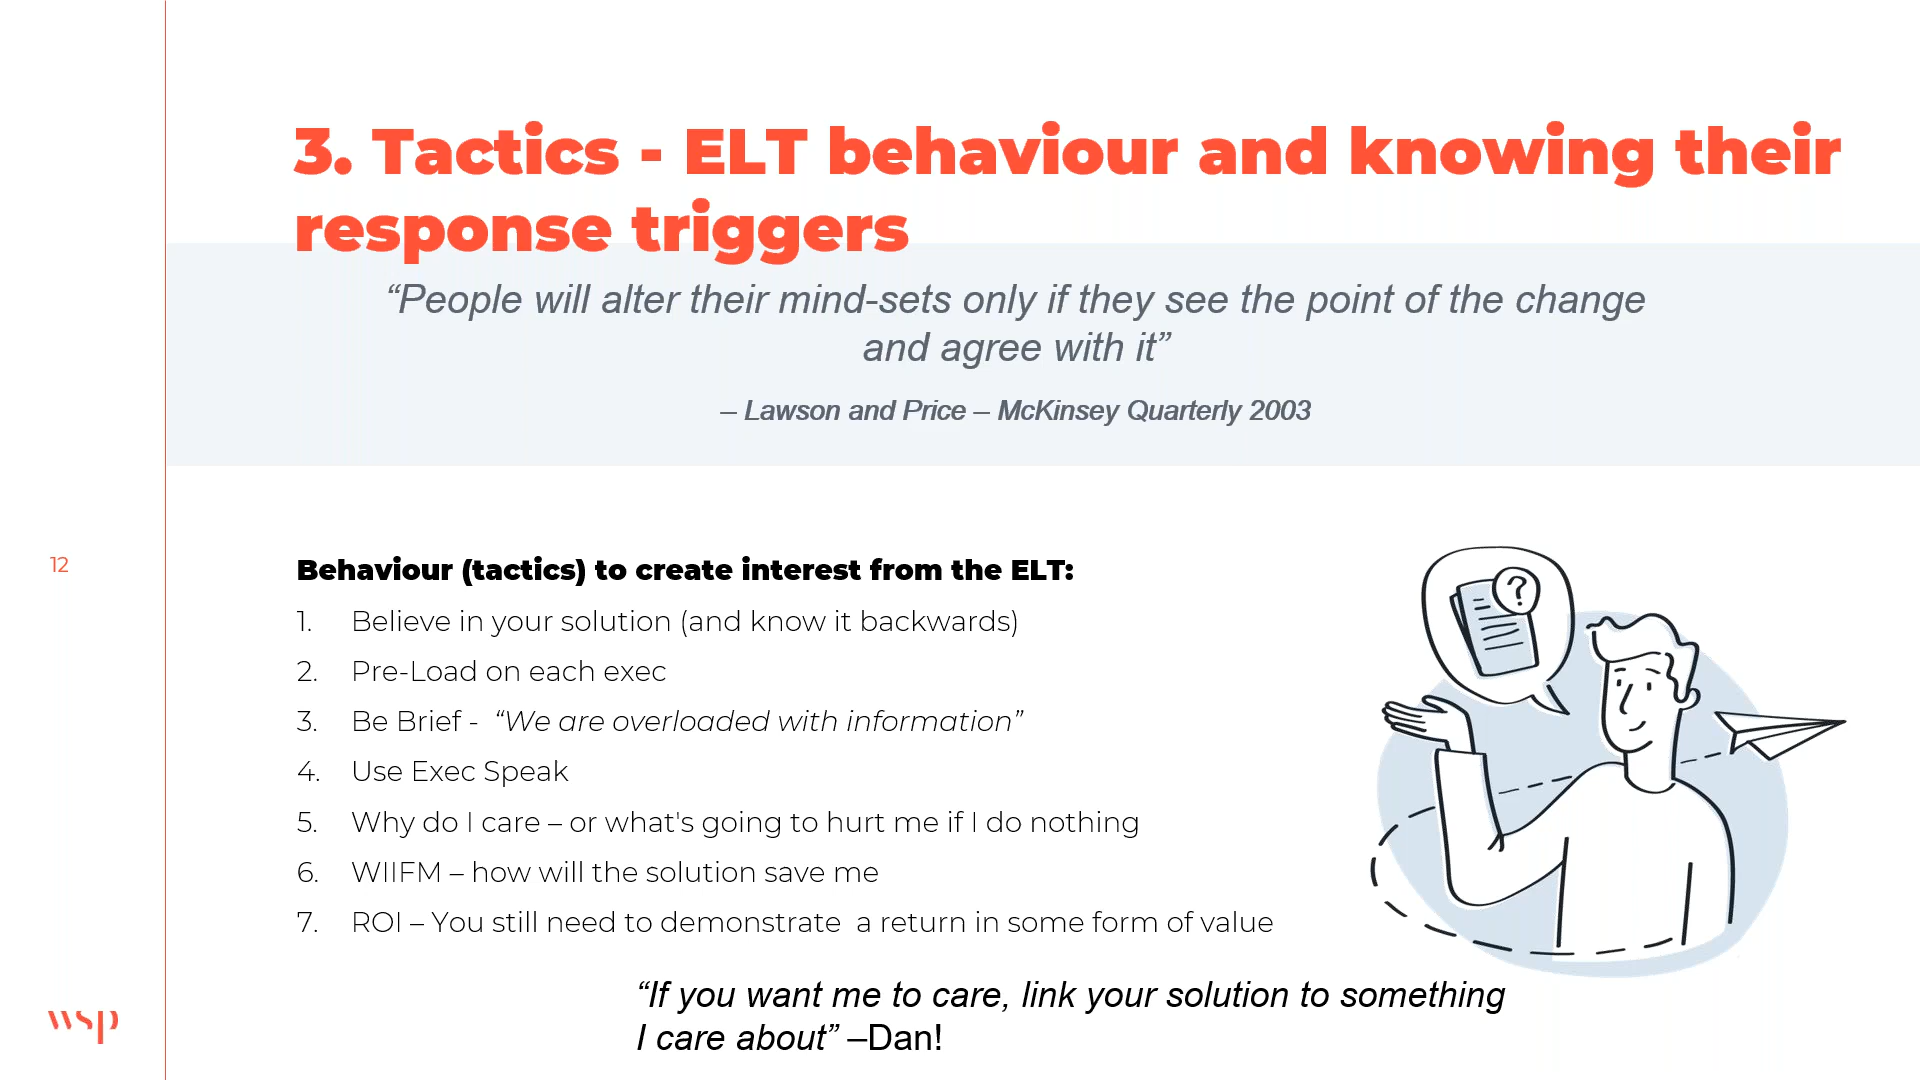 3. Tactics - ELT behaviour and knowing their
response triggers
“People will alter their mind-sets only if they see the point of the change
and agree with it”
– Lawson and Price – McKinsey Quarterly 2003
12
Behaviour (tactics) to create interest from the ELT:
1. Believe in your solution (and know it backwards)
2. Pre-Load on each exec
3. Be Brief - “We are overloaded with information”
4. Use Exec Speak
5. Why do I care – or what's going to hurt me if I do nothing
6. WIIFM – how will the solution save me
7. ROI – You still need to demonstrate  a return in some form of value
?
“If you want me to care, link your solution to something
I care about” –Dan!
wsp